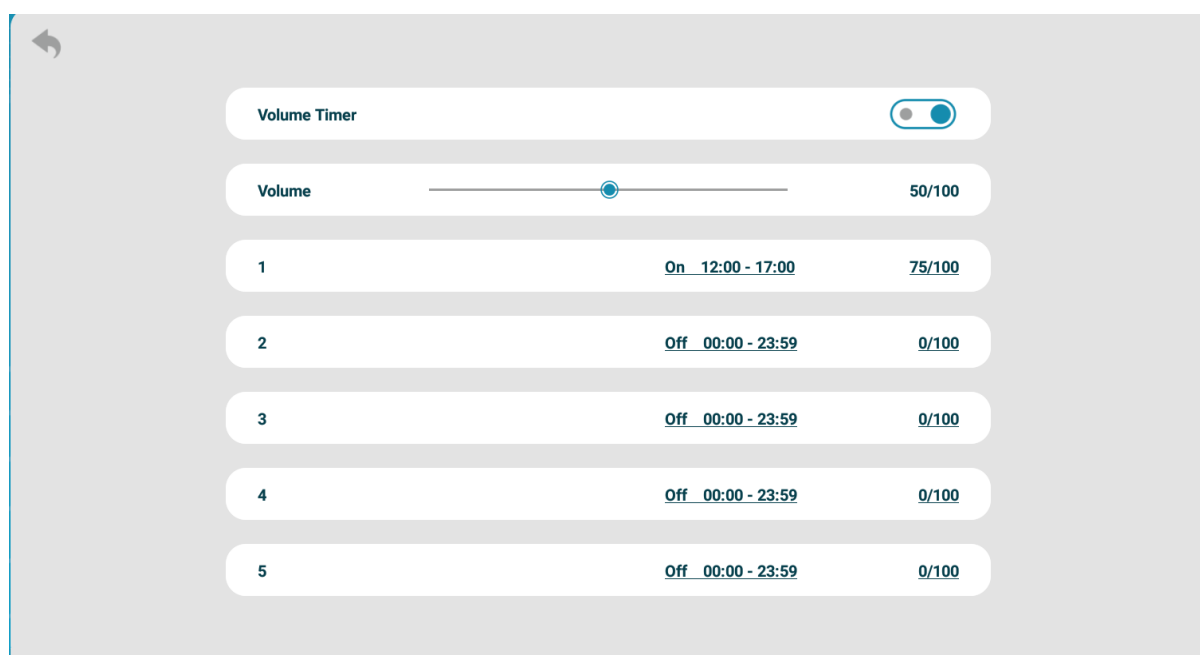 Volume Timer
Volume 50/100
1 On 12:00 - 17:00 75/100
2 Off 00:00 - 23:59 0/100
3 Off 00:00 - 23:59 0/100
4 Off 00:00 - 23:59 0/100
5 Off 00:00 - 23:59 0/100